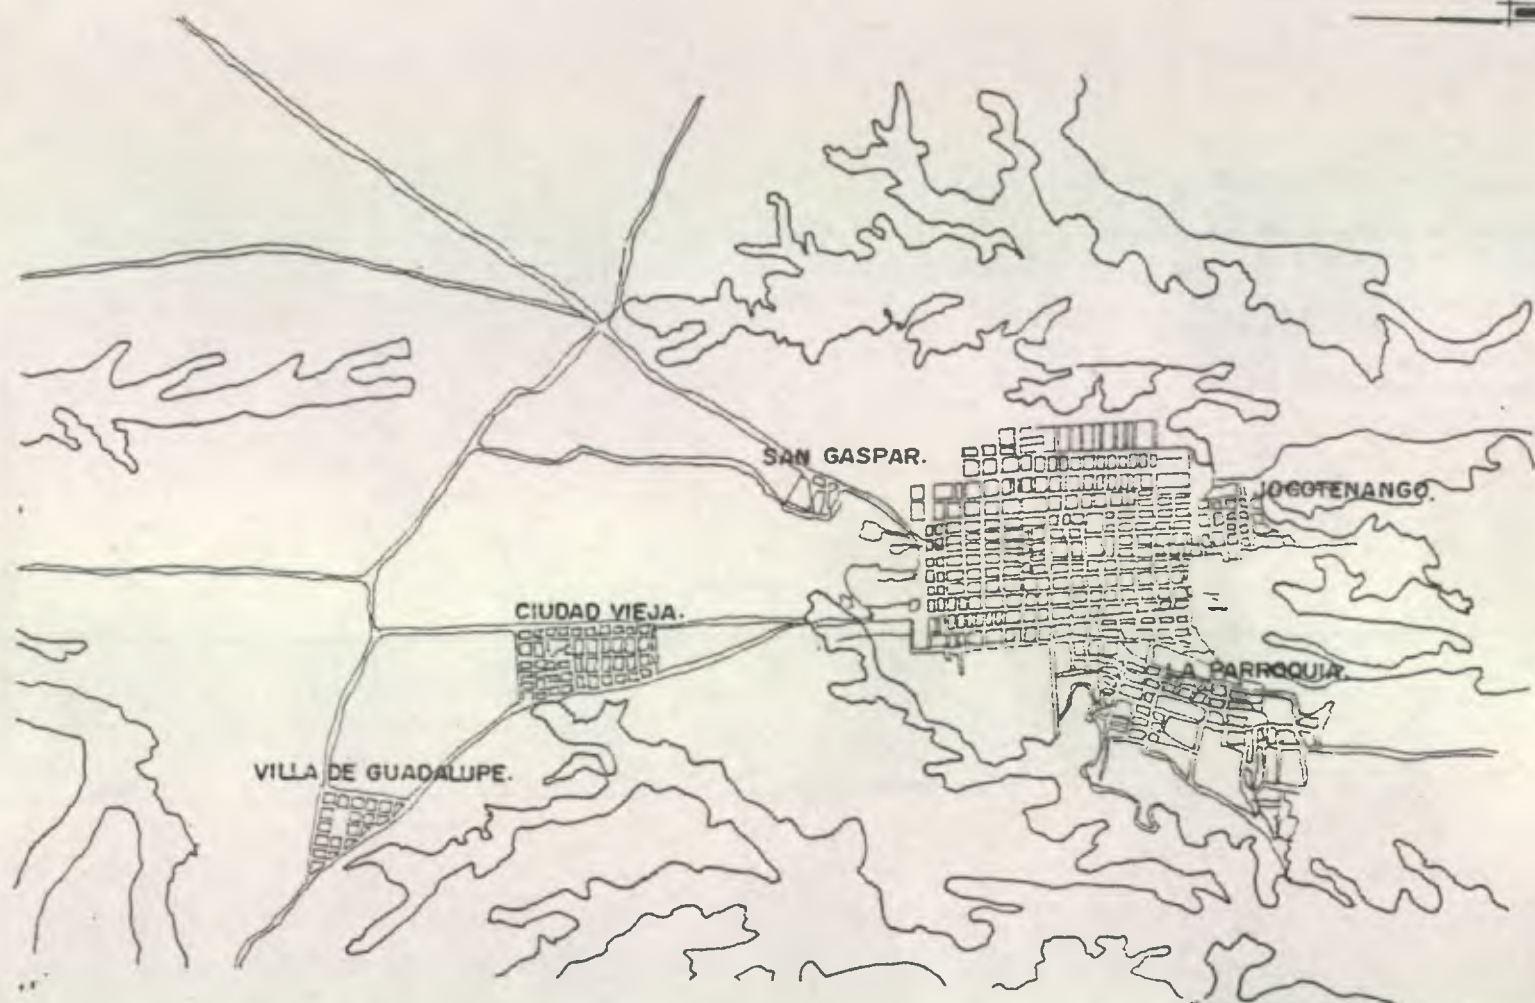 SAN GASPAR.
JOCOTENANGO.
CIUDAD VIEJA.
LA PARROQUIA.
VILLA DE GUADALUPE.